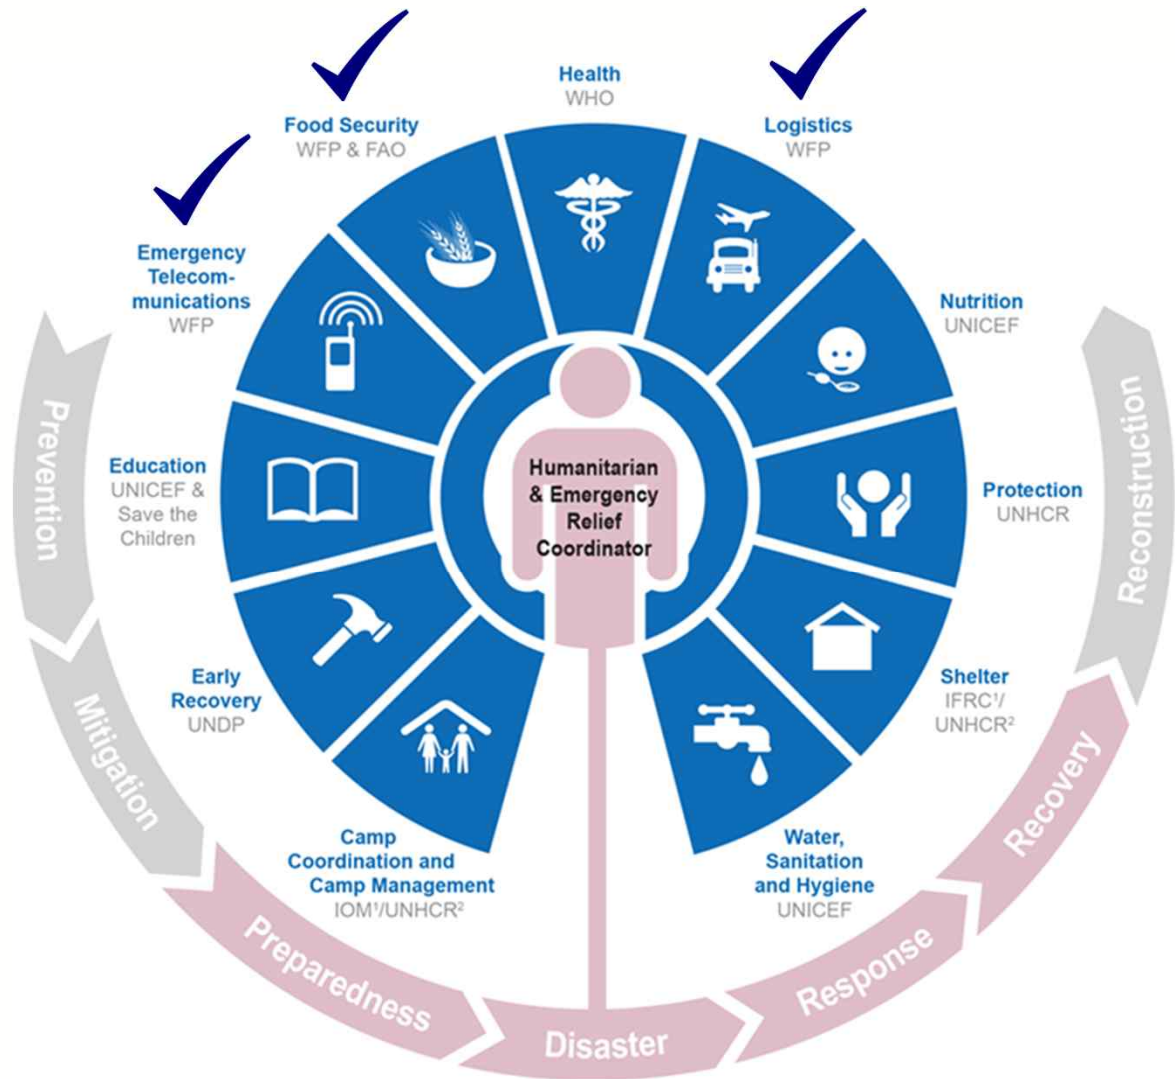 Health
WHO
Food Security
WFP & FAO
Logistics
WFP
Emergency
Telecom-
munications
WFP
Nutrition
UNICEF
Education
UNICEF &
Save the
Children
Humanitarian
& Emergency
Relief
Coordinator
Protection
UNHCR
Early
Recovery
UNDP
Shelter
IFRC¹/
UNHCR²
Camp
Coordination and
Camp Management
IOM¹/UNHCR²
Water,
Sanitation
and Hygiene
UNICEF
Prevention
Mitigation
Preparedness
Disaster
Response
Recovery
Reconstruction